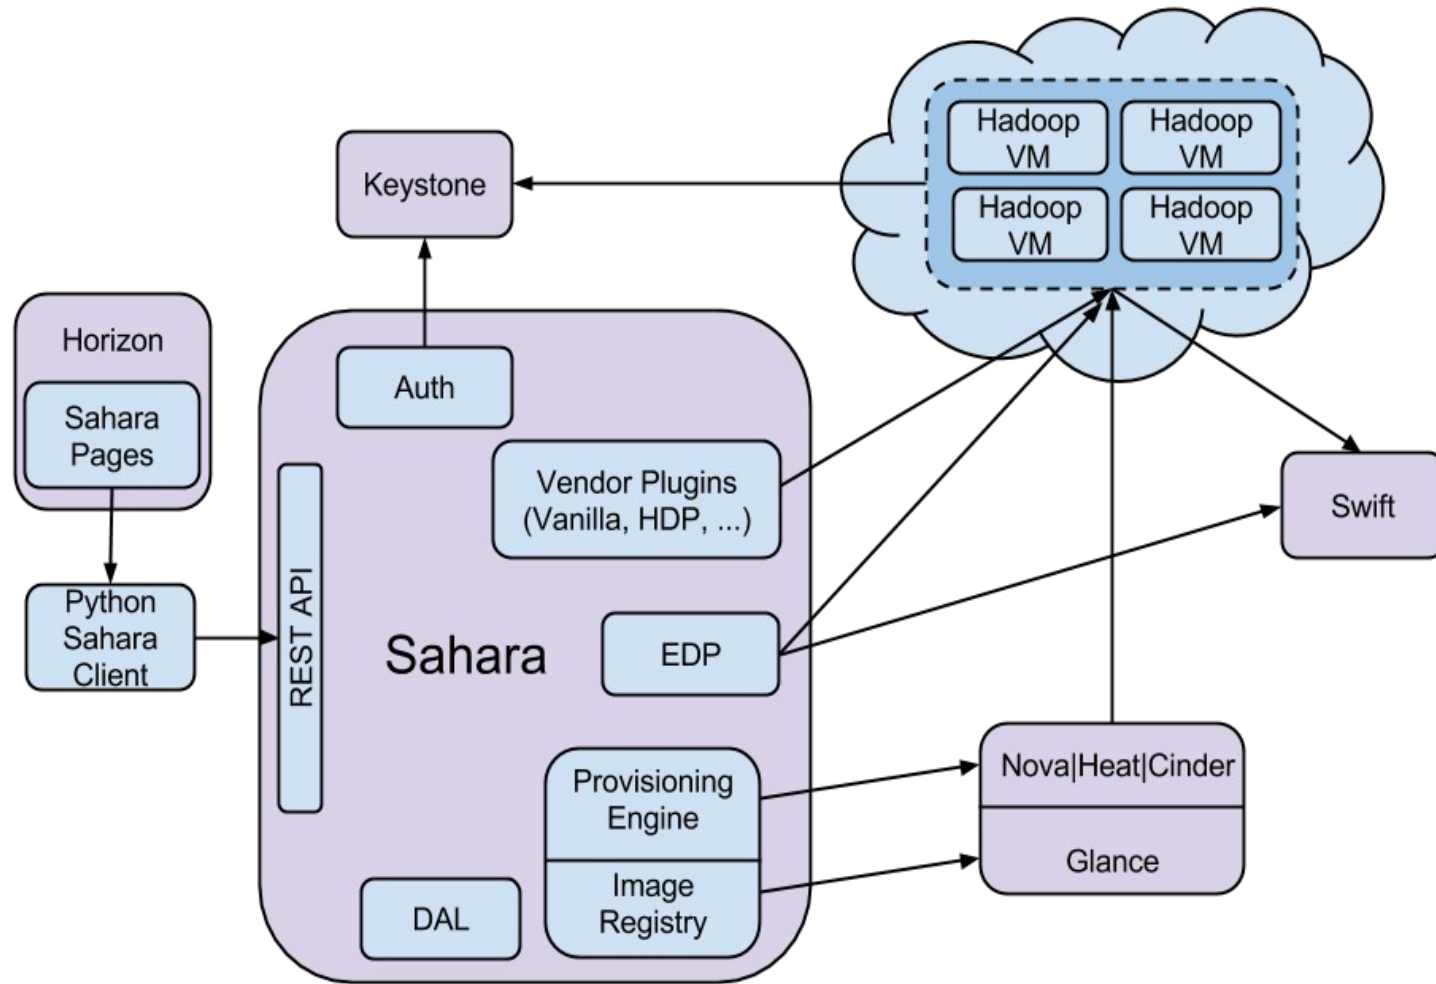 Hadoop
VM
Hadoop
VM
Hadoop
VM
Hadoop
VM
Keystone
Horizon
Sahara
Pages
Python
Sahara
Client
REST API
Auth
Vendor Plugins
(Vanilla, HDP, ...)
Sahara
EDP
Provisioning
Engine
Image
Registry
DAL
Swift
Nova|Heat|Cinder
Glance